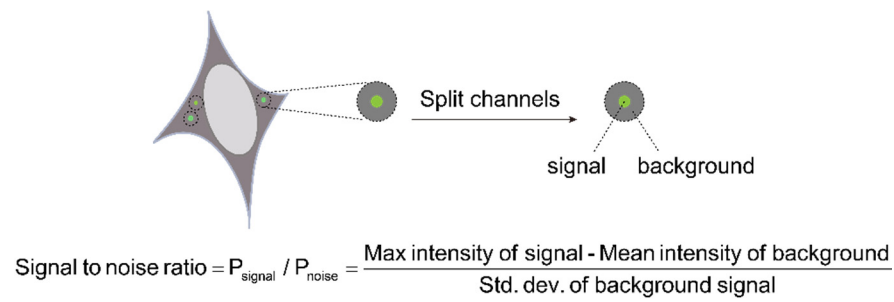 Split channels
signal background
Signal to noise ratio = P_signal / P_noise = Max intensity of signal - Mean intensity of background / Std. dev. of background signal